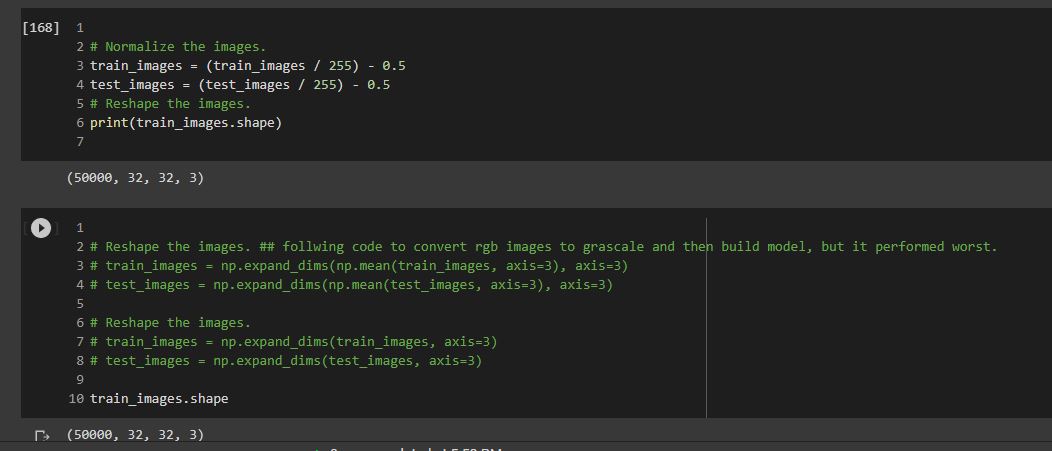 [168] 1
2 # Normalize the images.
3 train_images = (train_images / 255) - 0.5
4 test_images = (test_images / 255) - 0.5
5 # Reshape the images.
6 print(train_images.shape)
7
(50000, 32, 32, 3)
[ ] 1
2 # Reshape the images. ## follwing code to convert rgb images to grascale and then build model, but it performed worst.
3 # train_images = np.expand_dims(np.mean(train_images, axis=3), axis=3)
4 # test_images = np.expand_dims(np.mean(test_images, axis=3), axis=3)
5
6 # Reshape the images.
7 # train_images = np.expand_dims(train_images, axis=3)
8 # test_images = np.expand_dims(test_images, axis=3)
9
10 train_images.shape
(50000, 32, 32, 3)